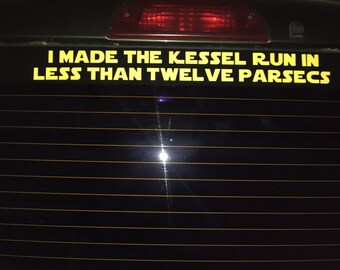 I MADE THE KESSEL RUN IN
LESS THAN TWELVE PARSECS